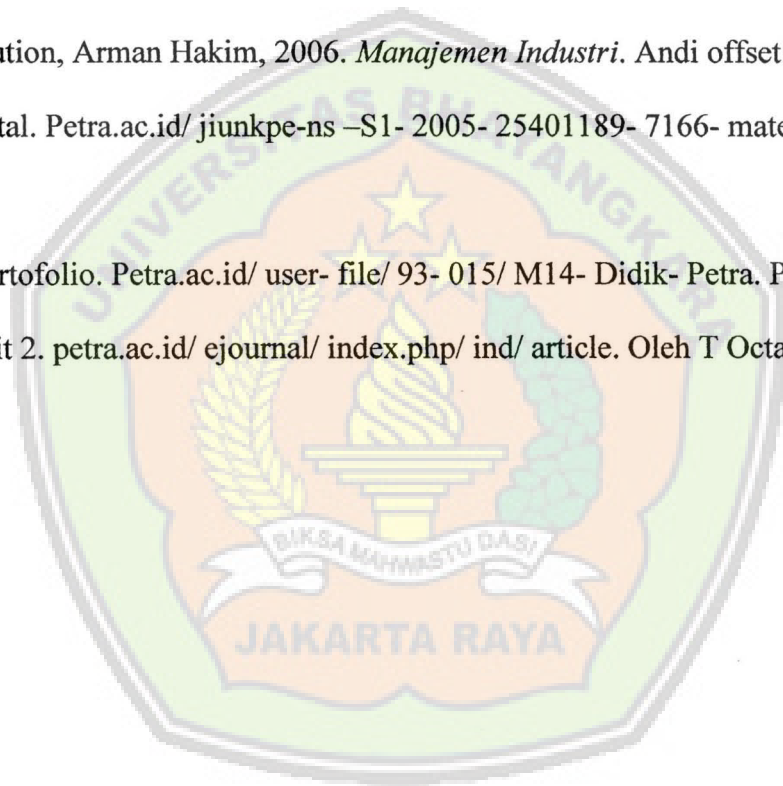 ution, Arman Hakim, 2006. Manajemen Industri. Andi offset
tal. Petra.ac.id/ jiunkpe-ns –S1- 2005- 25401189- 7166- mate
rtofolio. Petra.ac.id/ user- file/ 93- 015/ M14- Didik- Petra. P
it 2. petra.ac.id/ ejournal/ index.php/ ind/ article. Oleh T Octa
UNIVERSITAS BHAYANGKARA
BIKSA MAHWASTU DASI
JAKARTA RAYA